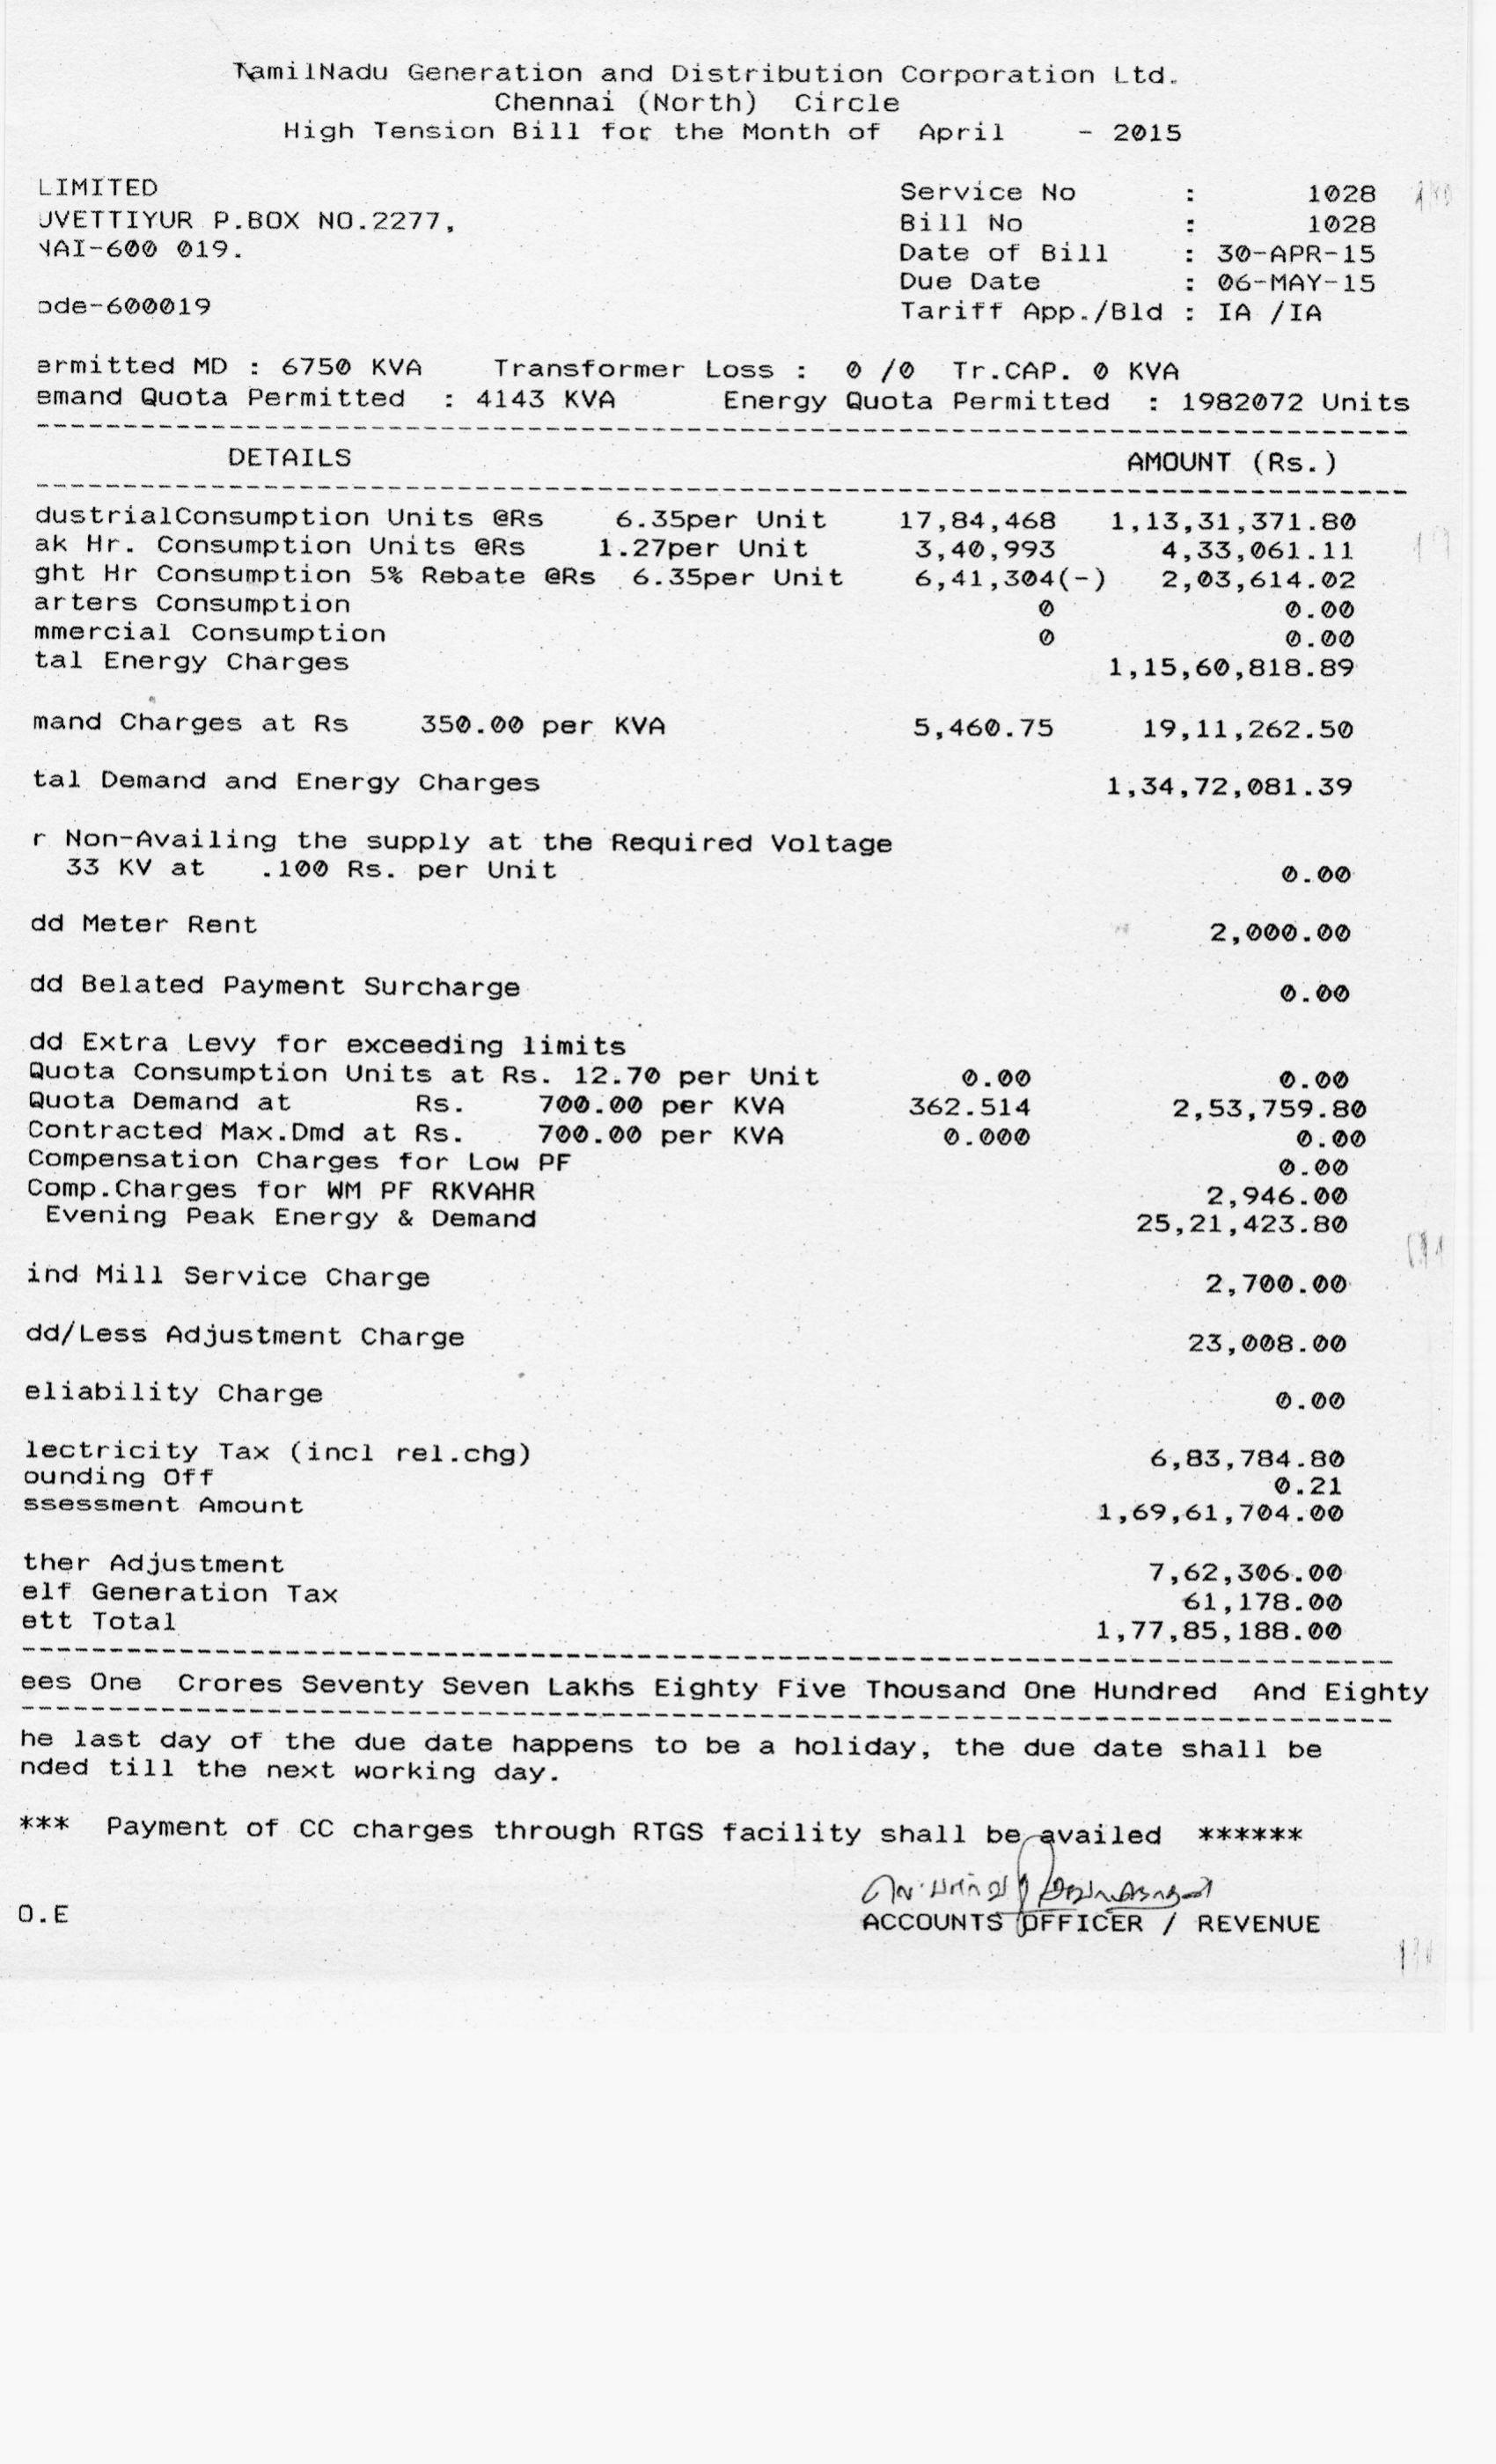 TamilNadu Generation and Distribution Corporation Ltd.
Chennai (North) Circle
High Tension Bill for the Month of April - 2015
LIMITED
UVETTIYUR P.BOX NO.2277,
NAI-600 019.
ode-600019
Service No : 1028
Bill No : 1028
Date of Bill : 30-APR-15
Due Date : 06-MAY-15
Tariff App./Bld : IA /IA
ermitted MD : 6750 KVA Transformer Loss : 0 /0 Tr.CAP. 0 KVA
emand Quota Permitted : 4143 KVA Energy Quota Permitted : 1982072 Units
DETAILS AMOUNT (Rs.)
dustrialConsumption Units @Rs 6.35per Unit 17,84,468 1,13,31,371.80
ak Hr. Consumption Units @Rs 1.27per Unit 3,40,993 4,33,061.11
ght Hr Consumption 5% Rebate @Rs 6.35per Unit 6,41,304(-) 2,03,614.02
arters Consumption 0 0.00
mmercial Consumption 0 0.00
tal Energy Charges 1,15,60,818.89
mand Charges at Rs 350.00 per KVA 5,460.75 19,11,262.50
tal Demand and Energy Charges 1,34,72,081.39
r Non-Availing the supply at the Required Voltage
33 KV at .100 Rs. per Unit 0.00
dd Meter Rent 2,000.00
dd Belated Payment Surcharge 0.00
dd Extra Levy for exceeding limits
Quota Consumption Units at Rs. 12.70 per Unit 0.00 0.00
Quota Demand at Rs. 700.00 per KVA 362.514 2,53,759.80
Contracted Max.Dmd at Rs. 700.00 per KVA 0.000 0.00
Compensation Charges for Low PF 0.00
Comp.Charges for WM PF RKVAHR 2,946.00
Evening Peak Energy & Demand 25,21,423.80
ind Mill Service Charge 2,700.00
dd/Less Adjustment Charge 23,008.00
eliability Charge 0.00
lectricity Tax (incl rel.chg) 6,83,784.80
ounding Off 0.21
ssessment Amount 1,69,61,704.00
ther Adjustment 7,62,306.00
elf Generation Tax 61,178.00
ett Total 1,77,85,188.00
ees One Crores Seventy Seven Lakhs Eighty Five Thousand One Hundred And Eighty
he last day of the due date happens to be a holiday, the due date shall be
nded till the next working day.
*** Payment of CC charges through RTGS facility shall be availed ******
O.E
ACCOUNTS OFFICER / REVENUE